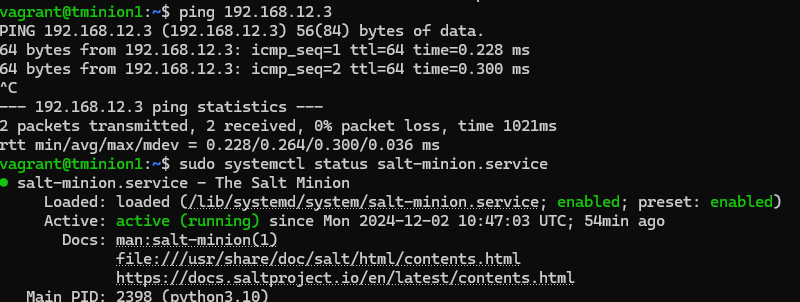 vagrant@tminion1:~$ ping 192.168.12.3
PING 192.168.12.3 (192.168.12.3) 56(84) bytes of data.
64 bytes from 192.168.12.3: icmp_seq=1 ttl=64 time=0.228 ms
64 bytes from 192.168.12.3: icmp_seq=2 ttl=64 time=0.300 ms
^C
--- 192.168.12.3 ping statistics ---
2 packets transmitted, 2 received, 0% packet loss, time 1021ms
rtt min/avg/max/mdev = 0.228/0.264/0.300/0.036 ms
vagrant@tminion1:~$ sudo systemctl status salt-minion.service
● salt-minion.service - The Salt Minion
Loaded: loaded (/lib/systemd/system/salt-minion.service; enabled; preset: enabled)
Active: active (running) since Mon 2024-12-02 10:47:03 UTC; 54min ago
Docs: man:salt-minion(1)
file:///usr/share/doc/salt/html/contents.html
https://docs.saltproject.io/en/latest/contents.html
Main PID: 2398 (python3.10)